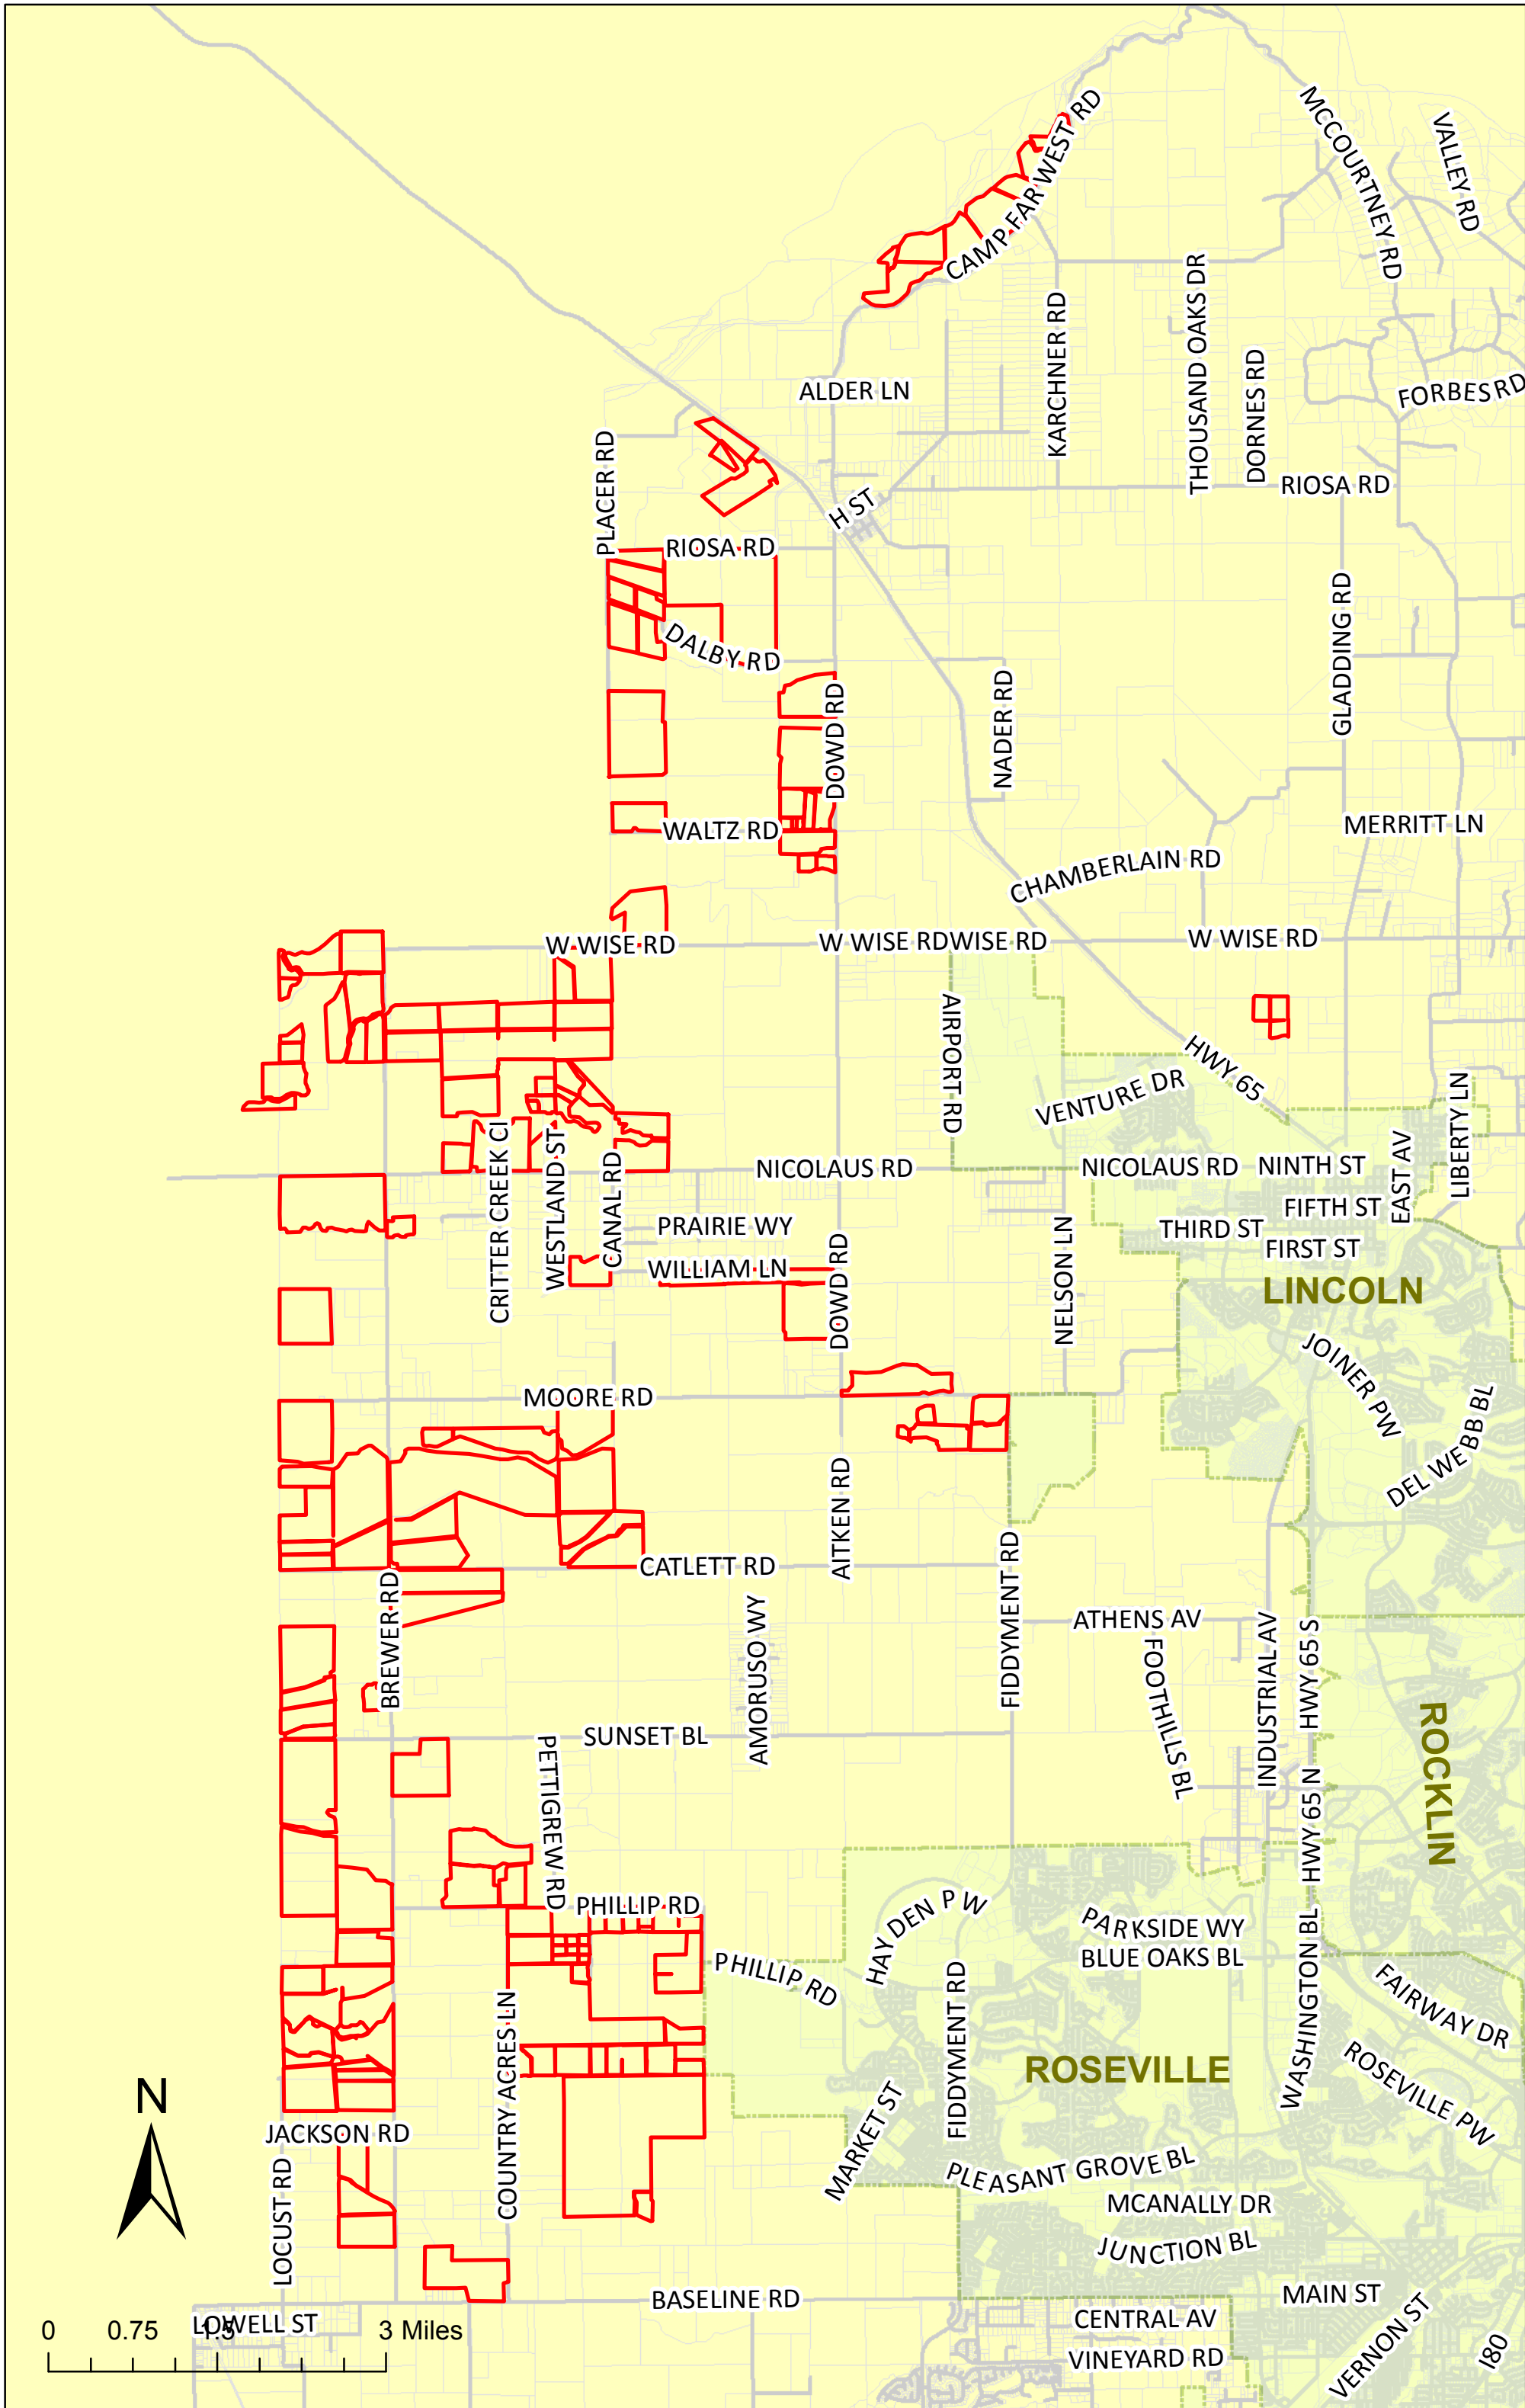 MCCOURTNEY RD
VALLEY RD
CAMP FAR WEST RD
KARCHNER RD
THOUSAND OAKS DR
DORNES RD
FORBES RD
ALDER LN
PLACER RD
H ST
RIOSA RD
RIOSA RD
DALBY RD
GLADDING RD
NADER RD
DOWD RD
WALTZ RD
MERRITT LN
CHAMBERLAIN RD
W WISE RD
W WISE RD
WISE RD
W WISE RD
AIRPORT RD
HWY 65
VENTURE DR
LIBERTY LN
EAST AV
CRITTER CREEK CI
WESTLAND ST
CANAL RD
NICOLAUS RD
NICOLAUS RD
NINTH ST
FIFTH ST
THIRD ST
FIRST ST
PRAIRIE WY
WILLIAM LN
DOWD RD
NELSON LN
LINCOLN
JOINER PW
DEL WEBB BL
MOORE RD
AITKEN RD
CATLETT RD
FIDDYMENT RD
BREWER RD
AMORUSO WY
ATHENS AV
FOOTHILLS BL
INDUSTRIAL AV
HWY 65 S
ROCKLIN
SUNSET BL
PETTIGREW RD
HWY 65 N
PHILLIP RD
PHILLIP RD
HAYDEN PW
PARKSIDE WY
BLUE OAKS BL
WASHINGTON BL
FAIRWAY DR
FIDDYMENT RD
COUNTRY ACRES LN
ROSEVILLE
ROSEVILLE PW
MARKET ST
N
JACKSON RD
LOCUST RD
PLEASANT GROVE BL
MCANALLY DR
JUNCTION BL
BASELINE RD
MAIN ST
LOWELL ST
CENTRAL AV
VINEYARD RD
VERNON ST
I80
0 0.75 1.5 3 Miles